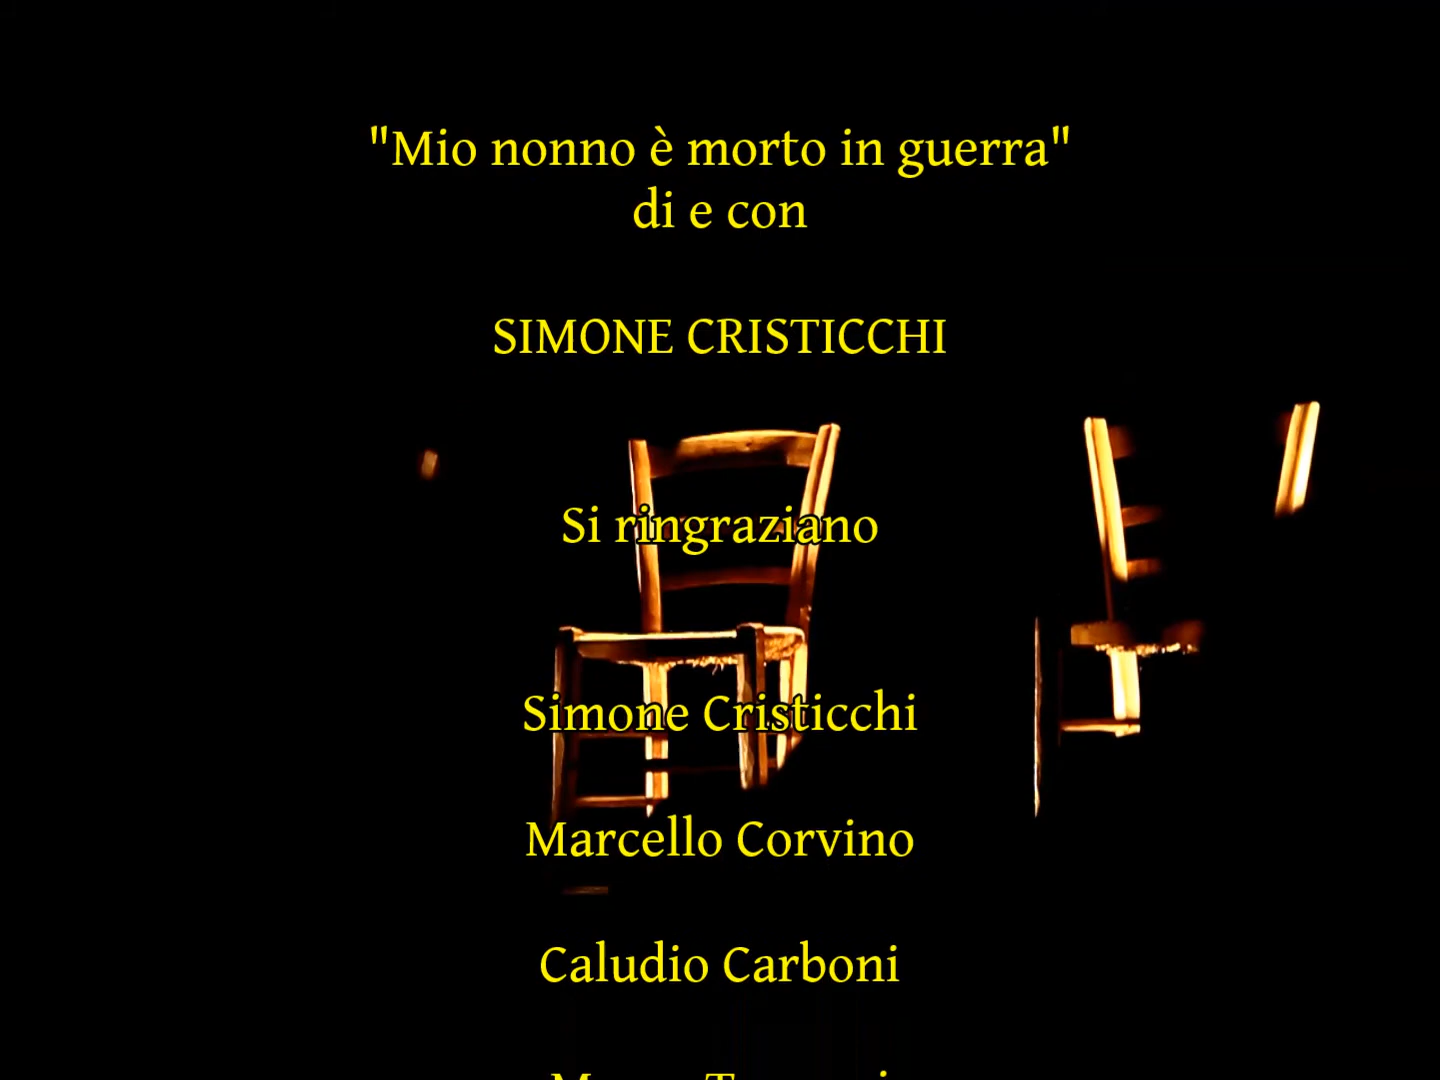 "Mio nonno è morto in guerra"
di e con
SIMONE CRISTICCHI
Si ringraziano
Simone Cristicchi
Marcello Corvino
Caludio Carboni